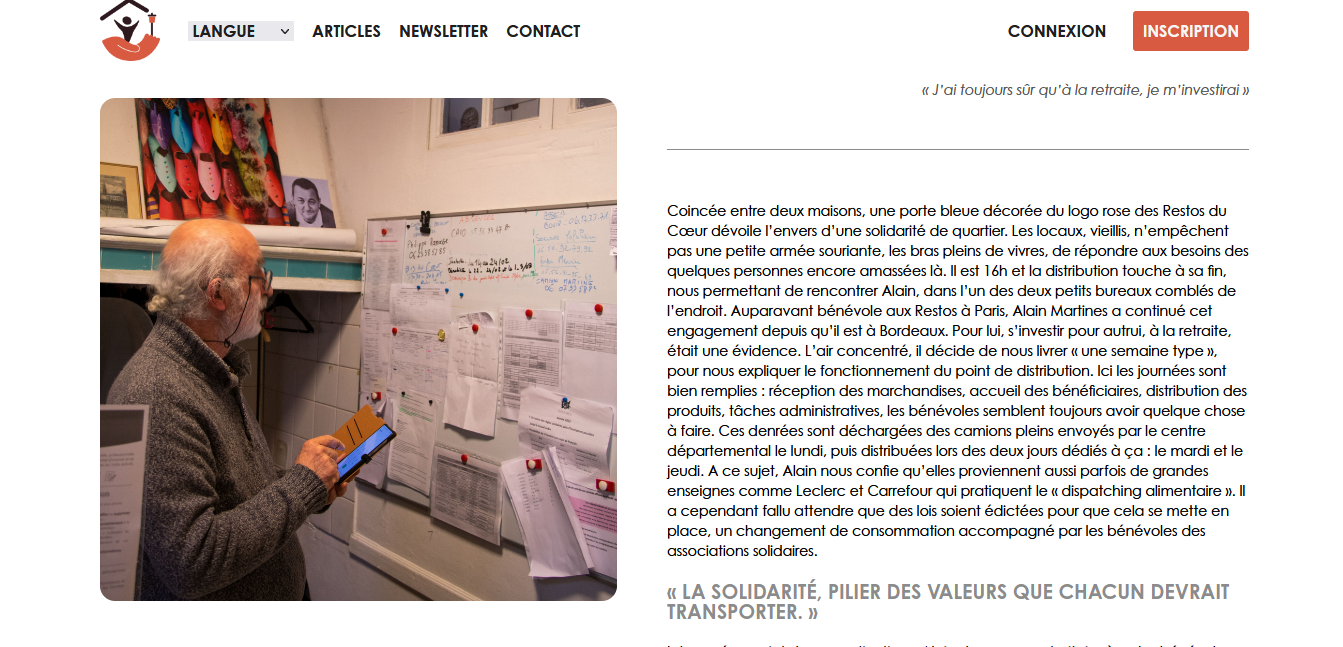 LANGUE
ARTICLES
NEWSLETTER
CONTACT
CONNEXION
INSCRIPTION
« J’ai toujours sûr qu’à la retraite, je m’investirai »
Coincée entre deux maisons, une porte bleue décorée du logo rose des Restos du
Cœur dévoile l’envers d’une solidarité de quartier. Les locaux, vieillis, n’empêchent
pas une petite armée souriante, les bras pleins de vivres, de répondre aux besoins des
quelques personnes encore amassées là. Il est 16h et la distribution touche à sa fin,
nous permettant de rencontrer Alain, dans l’un des deux petits bureaux comblés de
l’endroit. Auparavant bénévole aux Restos à Paris, Alain Martines a continué cet
engagement depuis qu’il est à Bordeaux. Pour lui, s’investir pour autrui, à la retraite,
était une évidence. L’air concentré, il décide de nous livrer « une semaine type »,
pour nous expliquer le fonctionnement du point de distribution. Ici les journées sont
bien remplies : réception des marchandises, accueil des bénéficiaires, distribution des
produits, tâches administratives, les bénévoles semblent toujours avoir quelque chose
à faire. Ces denrées sont déchargées des camions pleins envoyés par le centre
départemental le lundi, puis distribuées lors des deux jours dédiés à ça : le mardi et le
jeudi. A ce sujet, Alain nous confie qu’elles proviennent aussi parfois de grandes
enseignes comme Leclerc et Carrefour qui pratiquent le « dispatching alimentaire ». Il
a cependant fallu attendre que des lois soient édictées pour que cela se mette en
place, un changement de consommation accompagné par les bénévoles des
associations solidaires.
« LA SOLIDARITÉ, PILIER DES VALEURS QUE CHACUN DEVRAIT
TRANSPORTER. »